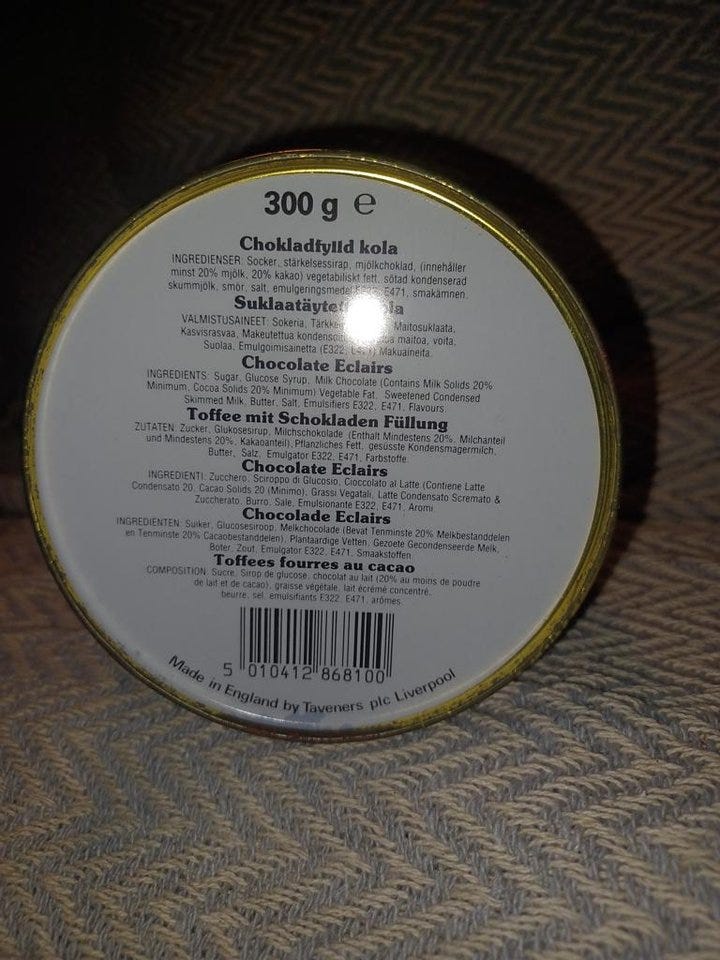 300 g ℮
Chokladfylld kola
INGREDIENSER: Socker, stärkelsessirap, mjölkchoklad, (innehåller
minst 20% mjölk, 20% kakao) vegetabiliskt fett, sötad kondenserad
skummjölk, smör, salt, emulgeringsmedel E471, smakämnen.
VALMISTUSAINEET: Sokeria, Maitosuklaata,
Kasvisrasvaa, Makeutettua maitoa, voita,
Suolaa, Emulgoimisainetta (E322, E471) Makuaineita.
Chocolate Eclairs
INGREDIENTS: Sugar, Glucose Syrup, Milk Chocolate (Contains Milk Solids 20%
Minimum, Cocoa Solids 20% Minimum) Vegetable Fat, Sweetened Condensed
Skimmed Milk, Butter, Salt, Emulsifiers E322, E471, Flavours.
Toffee mit Schokladen Füllung
ZUTATEN: Zucker, Glukosesirup, Milchschokolade (Enthalt Mindestens 20%, Milchanteil
und Mindestens 20%, Kakaoanteil), Pflanzliches Fett, gesüsste Kondensmagermilch,
Butter, Salz, Emulgator E322, E471, Farbstoffe.
Chocolate Eclairs
INGREDIENTI: Zucchero, Sciroppo di Glucosio, Cioccolato al Latte (Contiene Latte
Condensato 20, Cacao Solids 20 (Minimo), Grassi Vegatali, Latte Condensato Scremato &
Zuccherato, Burro, Sale, Emulsionante E322, E471, Aromi
Chocolade Eclairs
INGREDIENTEN: Suiker, Glucosesiroop, Melkchocolade (Bevat Tenminste 20% Melkbestanddelen
en Tenminste 20% Cacaobestanddelen), Plantaardige Vetten, Gezoete Gecondenseerde Melk,
Boter, Zout, Emulgator E322, E471, Smaakstoffen.
Toffees fourres au cacao
COMPOSITION: Sucre, Sirop de glucose, chocolat au lait (20% au moins de poudre
de lait et de cacao), graisse végétale, lait écrémé concentré,
beurre, sel, emulsifiants E322, E471, arômes.
5 010412 868100
Made in England by Taveners plc Liverpool